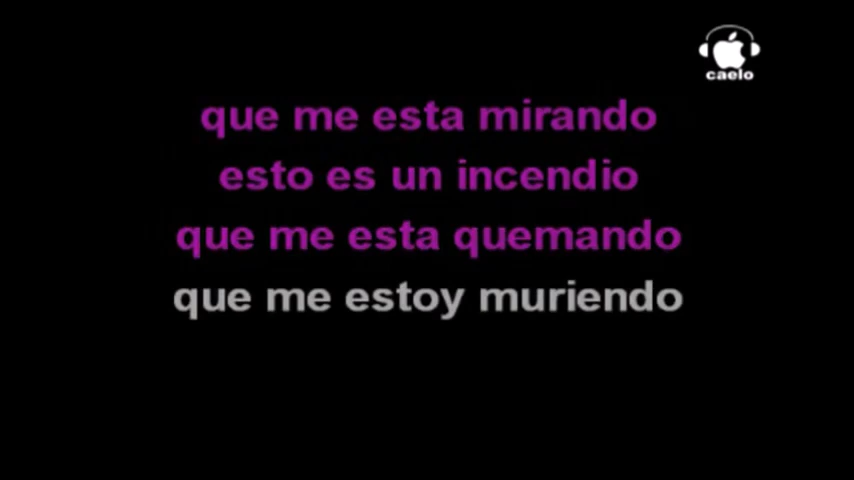 caelo
que me esta mirando
esto es un incendio
que me esta quemando
que me estoy muriendo